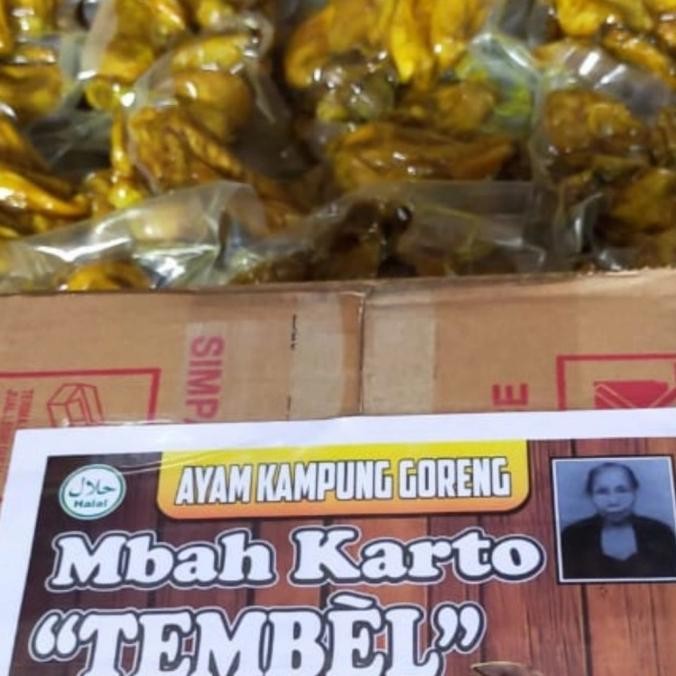 SIMPA
حلال
Halal
AYAM KAMPUNG GORENG
Mbah Karto
“TEMBÈL”